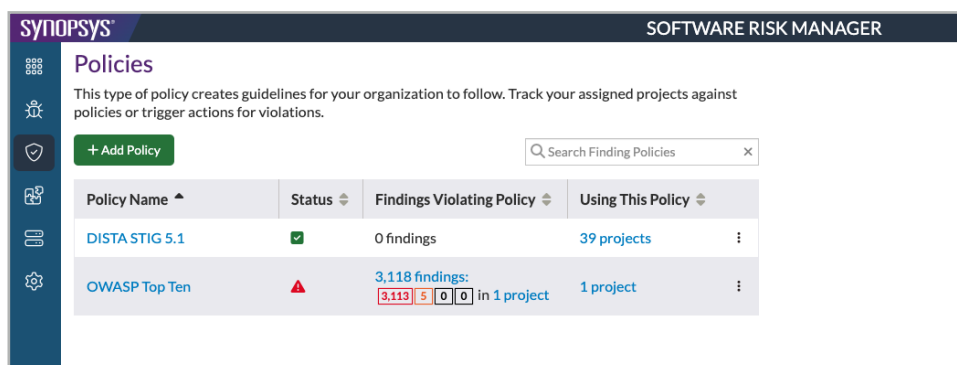 SYNOPSYS®
SOFTWARE RISK MANAGER
Policies
This type of policy creates guidelines for your organization to follow. Track your assigned projects against
policies or trigger actions for violations.
+ Add Policy
Search Finding Policies ×
Policy Name Status Findings Violating Policy Using This Policy
DISTA STIG 5.1 0 findings 39 projects
OWASP Top Ten 3,118 findings: 1 project
3,113 5 0 0 in 1 project